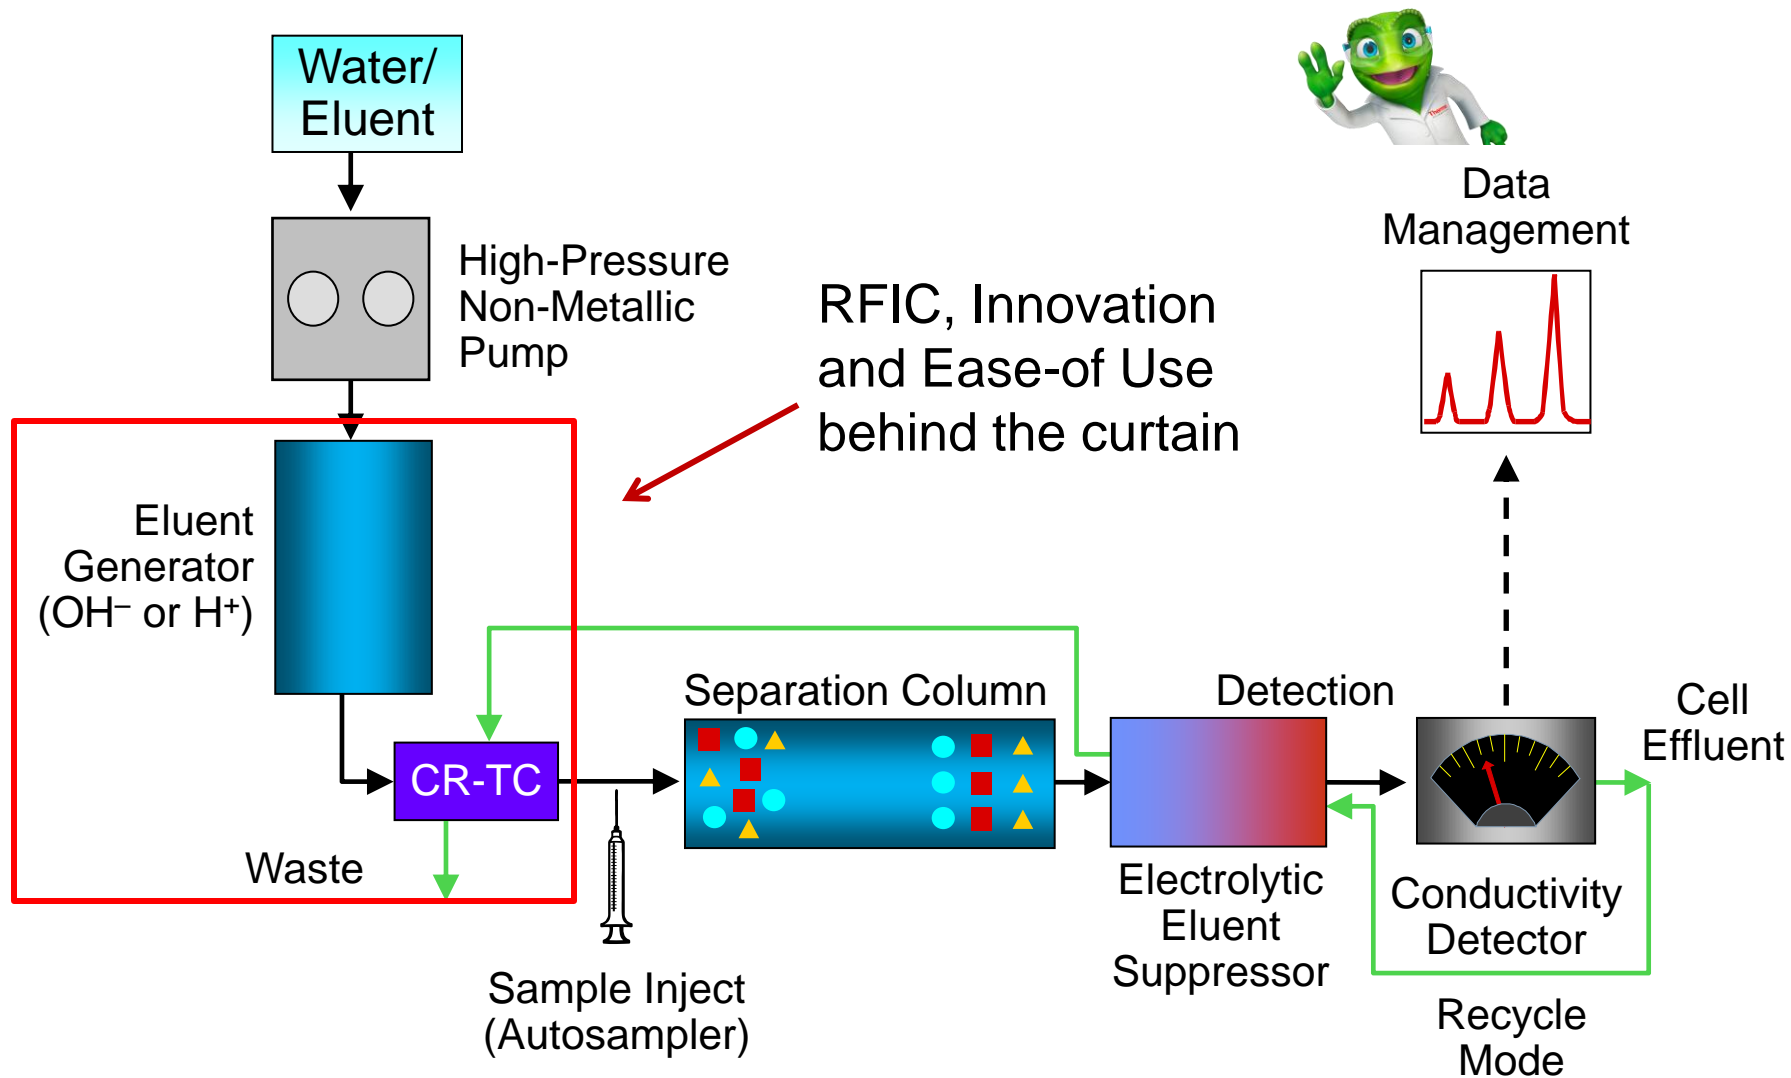 Water/
Eluent
High-Pressure
Non-Metallic
Pump
RFIC, Innovation
and Ease-of Use
behind the curtain
Thermo
Data
Management
Eluent
Generator
(OH⁻ or H⁺)
CR-TC
Waste
Sample Inject
(Autosampler)
Separation Column
Detection
Electrolytic
Eluent
Suppressor
Conductivity
Detector
Cell
Effluent
Recycle
Mode